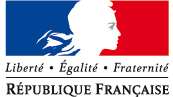 Liberté • Égalité • Fraternité
RÉPUBLIQUE FRANÇAISE